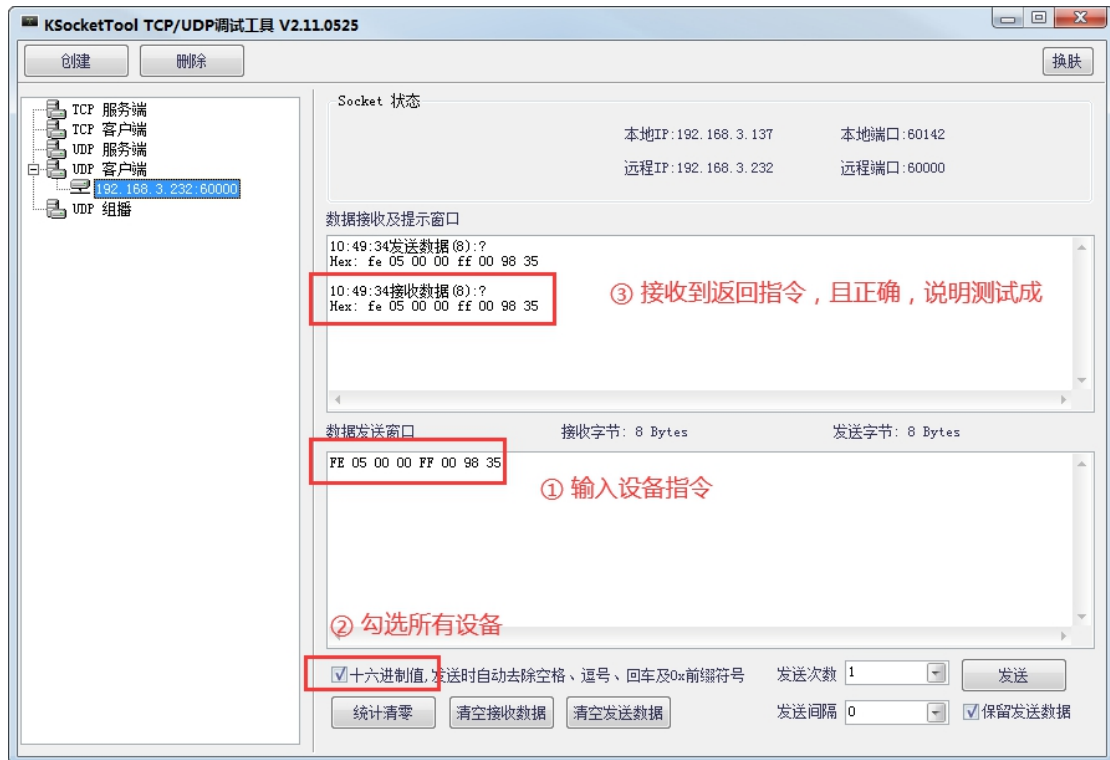 KSocketTool TCP/UDP调试工具 V2.11.0525
创建 删除 换肤
TCP 服务端
TCP 客户端
UDP 服务端
UDP 客户端
192.168.3.232:60000
UDP 组播
Socket 状态
本地IP:192.168.3.137 本地端口:60142
远程IP:192.168.3.232 远程端口:60000
数据接收及提示窗口
10:49:34发送数据(8):?
Hex: fe 05 00 00 ff 00 98 35
10:49:34接收数据(8):?
Hex: fe 05 00 00 ff 00 98 35
③ 接收到返回指令，且正确，说明测试成
数据发送窗口 接收字节: 8 Bytes 发送字节: 8 Bytes
FE 05 00 00 FF 00 98 35
① 输入设备指令
② 勾选所有设备
十六进制值,发送时自动去除空格、逗号、回车及0x前缀符号 发送次数 1 发送
统计清零 清空接收数据 清空发送数据 发送间隔 0 保留发送数据